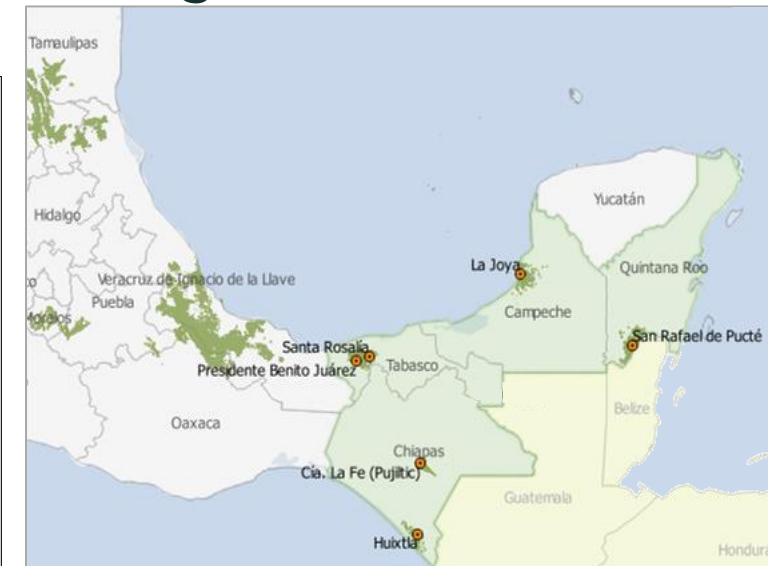 Tamaulipas
Hidalgo
Yucatán
La Joya
Quintana Roo
Veracruz de Ignacio de la Llave
Puebla
Campeche
Morelos
San Rafael de Pucté
Santa Rosalía
Presidente Benito Juárez
Tabasco
Belize
Oaxaca
Chiapas
Cía. La Fe (Pujiltic)
Guatemala
Huixtla
Hondura